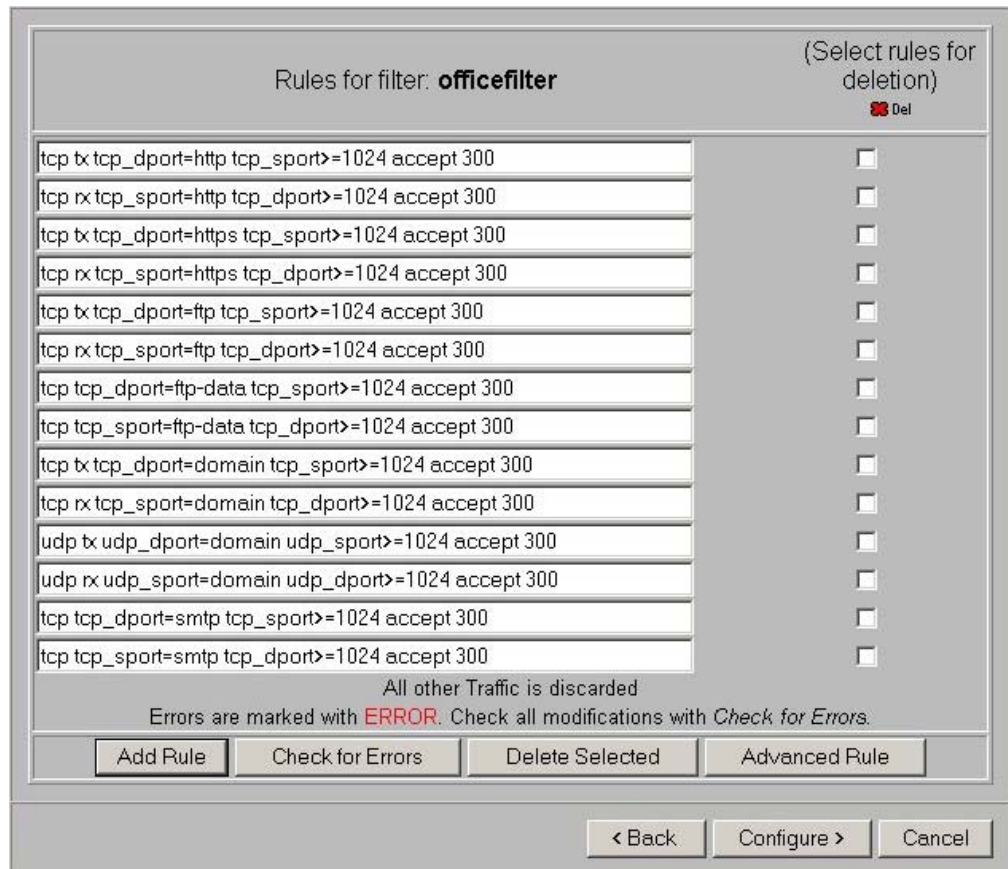 Rules for filter: officefilter
(Select rules for
deletion)
Del
tcp tx tcp_dport=http tcp_sport>=1024 accept 300
tcp rx tcp_sport=http tcp_dport>=1024 accept 300
tcp tx tcp_dport=https tcp_sport>=1024 accept 300
tcp rx tcp_sport=https tcp_dport>=1024 accept 300
tcp tx tcp_dport=ftp tcp_sport>=1024 accept 300
tcp rx tcp_sport=ftp tcp_dport>=1024 accept 300
tcp tcp_dport=ftp-data tcp_sport>=1024 accept 300
tcp tcp_sport=ftp-data tcp_dport>=1024 accept 300
tcp tx tcp_dport=domain tcp_sport>=1024 accept 300
tcp rx tcp_sport=domain tcp_dport>=1024 accept 300
udp tx udp_dport=domain udp_sport>=1024 accept 300
udp rx udp_sport=domain udp_dport>=1024 accept 300
tcp tcp_dport=smtp tcp_sport>=1024 accept 300
tcp tcp_sport=smtp tcp_dport>=1024 accept 300
All other Traffic is discarded
Errors are marked with ERROR. Check all modifications with Check for Errors.
Add Rule Check for Errors Delete Selected Advanced Rule
< Back Configure > Cancel